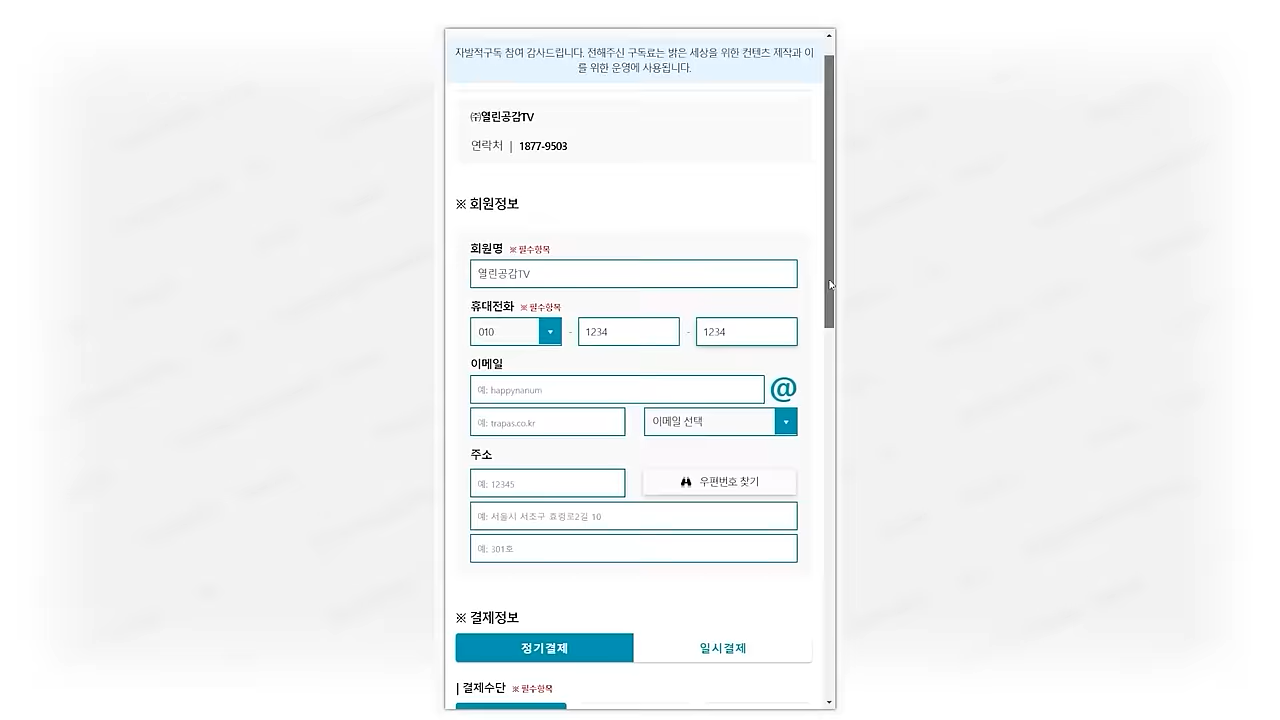 자발적구독 참여 감사드립니다. 전해주신 구독료는 밝은 세상을 위한 컨텐츠 제작과 이
를 위한 운영에 사용됩니다.
㈜열린공감TV
연락처 | 1877-9503
※ 회원정보
회원명 ※ 필수항목
열린공감TV
휴대전화 ※ 필수항목
010 - 1234 - 1234
이메일
예: happynanum @
예: trapas.co.kr 이메일 선택
주소
예: 12345 우편번호 찾기
예: 서울시 서초구 효령로2길 10
예: 301호
※ 결제정보
정기결제 일시결제
| 결제수단 ※ 필수항목